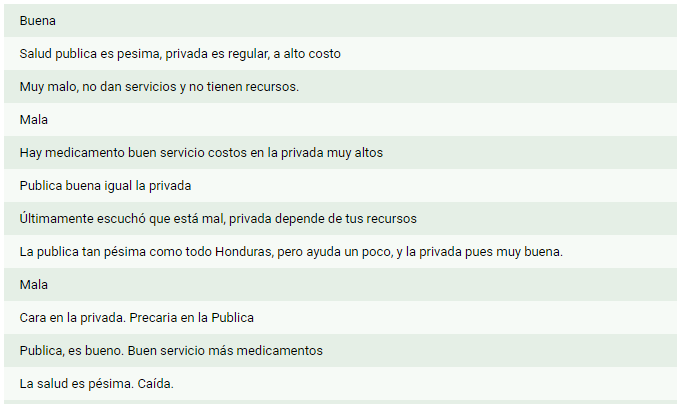 Buena
Salud publica es pesima, privada es regular, a alto costo
Muy malo, no dan servicios y no tienen recursos.
Mala
Hay medicamento buen servicio costos en la privada muy altos
Publica buena igual la privada
Últimamente escuchó que está mal, privada depende de tus recursos
La publica tan pésima como todo Honduras, pero ayuda un poco, y la privada pues muy buena.
Mala
Cara en la privada. Precaria en la Publica
Publica, es bueno. Buen servicio más medicamentos
La salud es pésima. Caída.